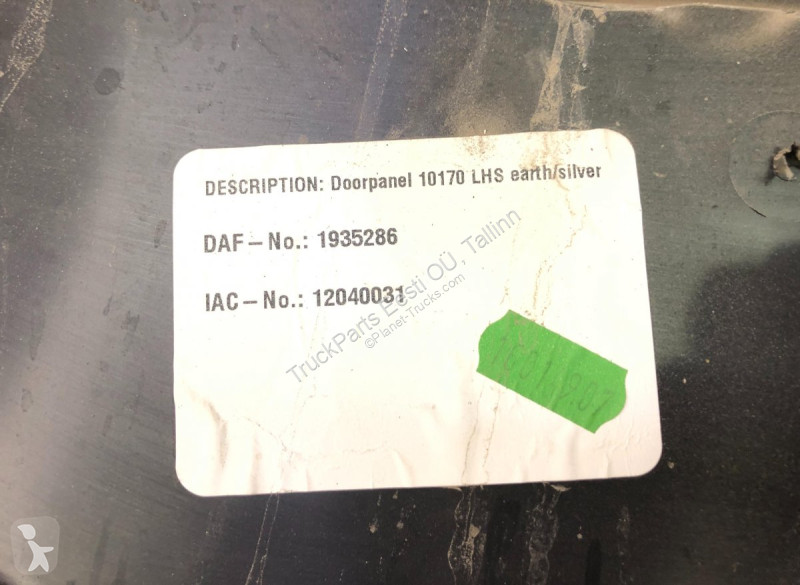 DESCRIPTION: Doorpanel 10170 LHS earth/silver
DAF-No.: 1935286
IAC-No.: 12040031
TruckParts Eesti OÜ, Tallinn
©Planet-Trucks.com